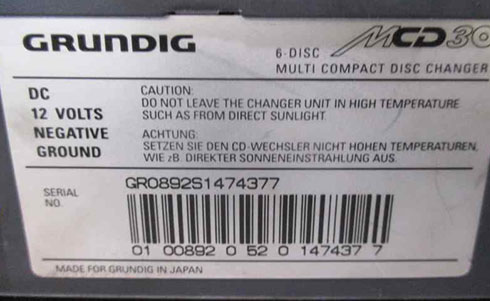 GRUNDIG
6-DISC MCD 30
MULTI COMPACT DISC CHANGER
DC
12 VOLTS
NEGATIVE
GROUND
CAUTION:
DO NOT LEAVE THE CHANGER UNIT IN HIGH TEMPERATURE
SUCH AS FROM DIRECT SUNLIGHT.
ACHTUNG:
SETZEN SIE DEN CD-WECHSLER NICHT HOHEN TEMPERATUREN,
WIE zB. DIREKTER SONNENEINSTRAHLUNG AUS.
SERIAL
NO.
GR0892S1474377
01 00892 0 52 0 147437 7
MADE FOR GRUNDIG IN JAPAN